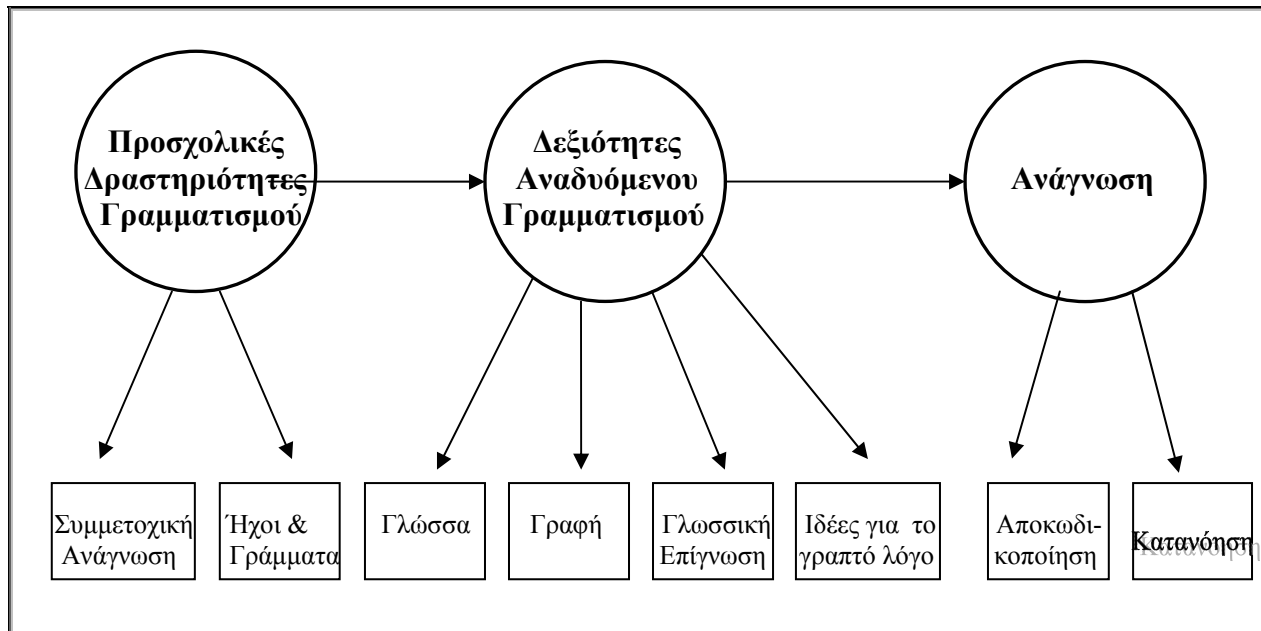 Προσχολικές
Δραστηριότητες
Γραμματισμού
Δεξιότητες
Αναδυόμενου
Γραμματισμού
Ανάγνωση
Συμμετοχική
Ανάγνωση
Ήχοι &
Γράμματα
Γλώσσα
Γραφή
Γλωσσική
Επίγνωση
Ιδέες για το
γραπτό λόγο
Αποκωδι-
κοποίηση
Κατανόηση